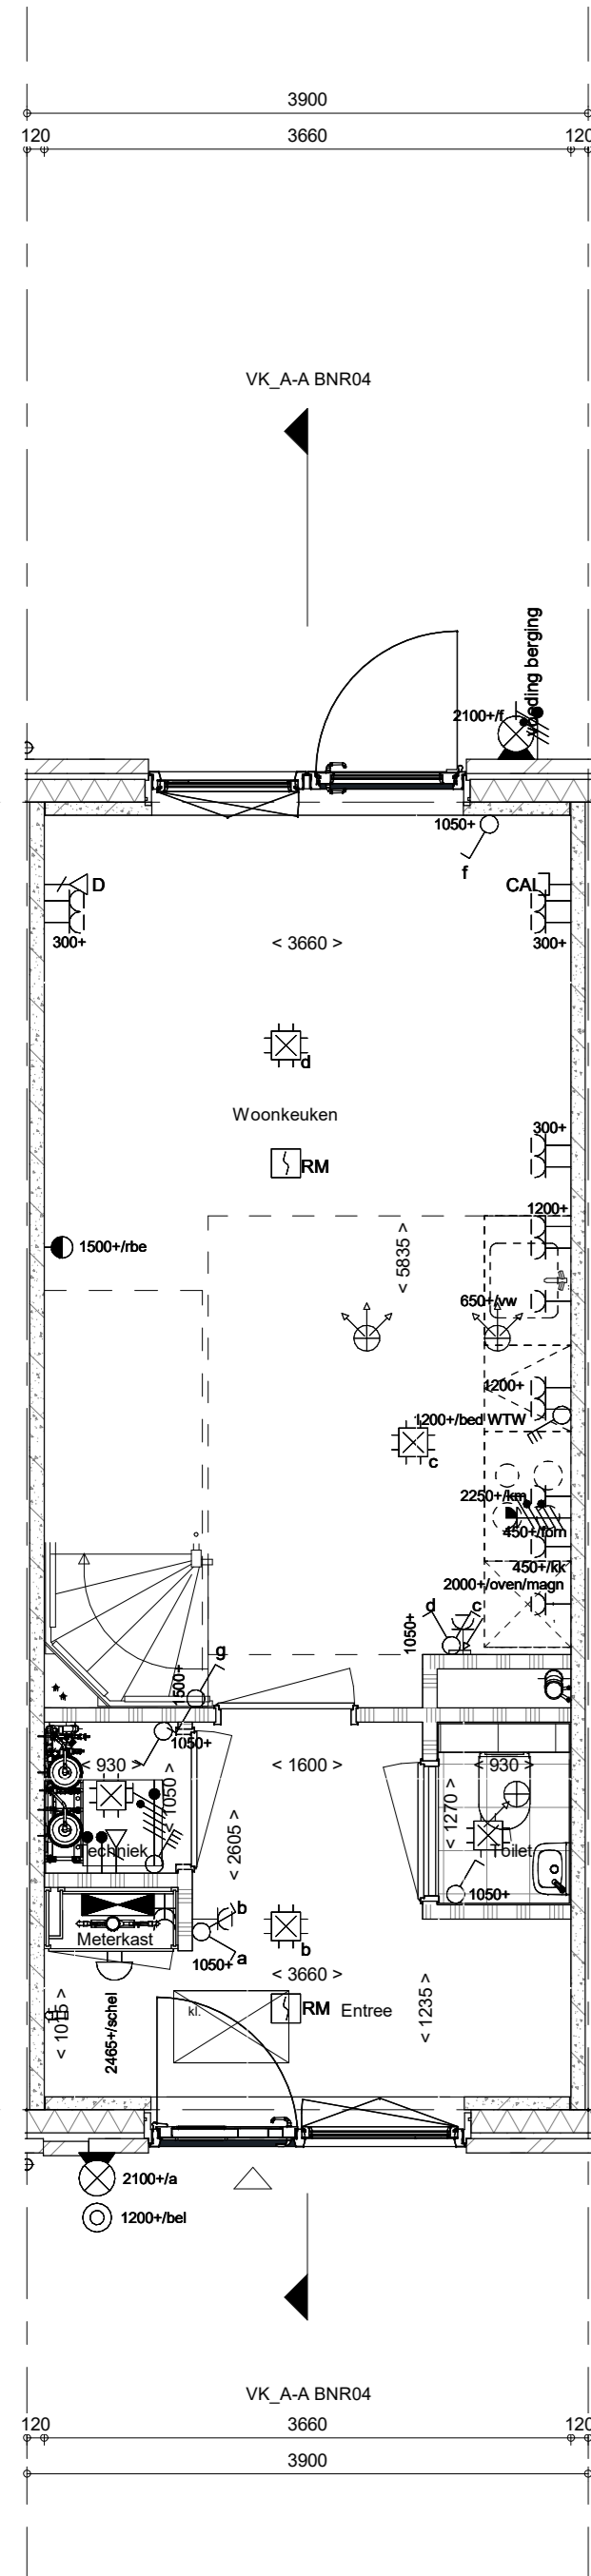 3900
120 3660 120
VK_A-A BNR04
voeding berging
2100+/f
1050+
f
D
CAI
300+
300+
< 3660 >
d
Woonkeuken
300+
RM
1200+
1500+/rbe
< 5835 >
650+/vw
1200+
1200+/bed WTW
c
2250+/km
450+/forn
450+/kk
2000+/oven/magn
d
c
1050+
g
1500+
1050+
< 930 >
< 1600 >
< 930 >
< 1050 >
< 1270 >
< 2605 >
Techniek
Toilet
1050+
b
Meterkast
1050+
a
b
< 3660 >
kl.
RM
Entree
< 1015 >
2465+/schel
< 1235 >
2100+/a
1200+/bel
VK_A-A BNR04
120 3660 120
3900